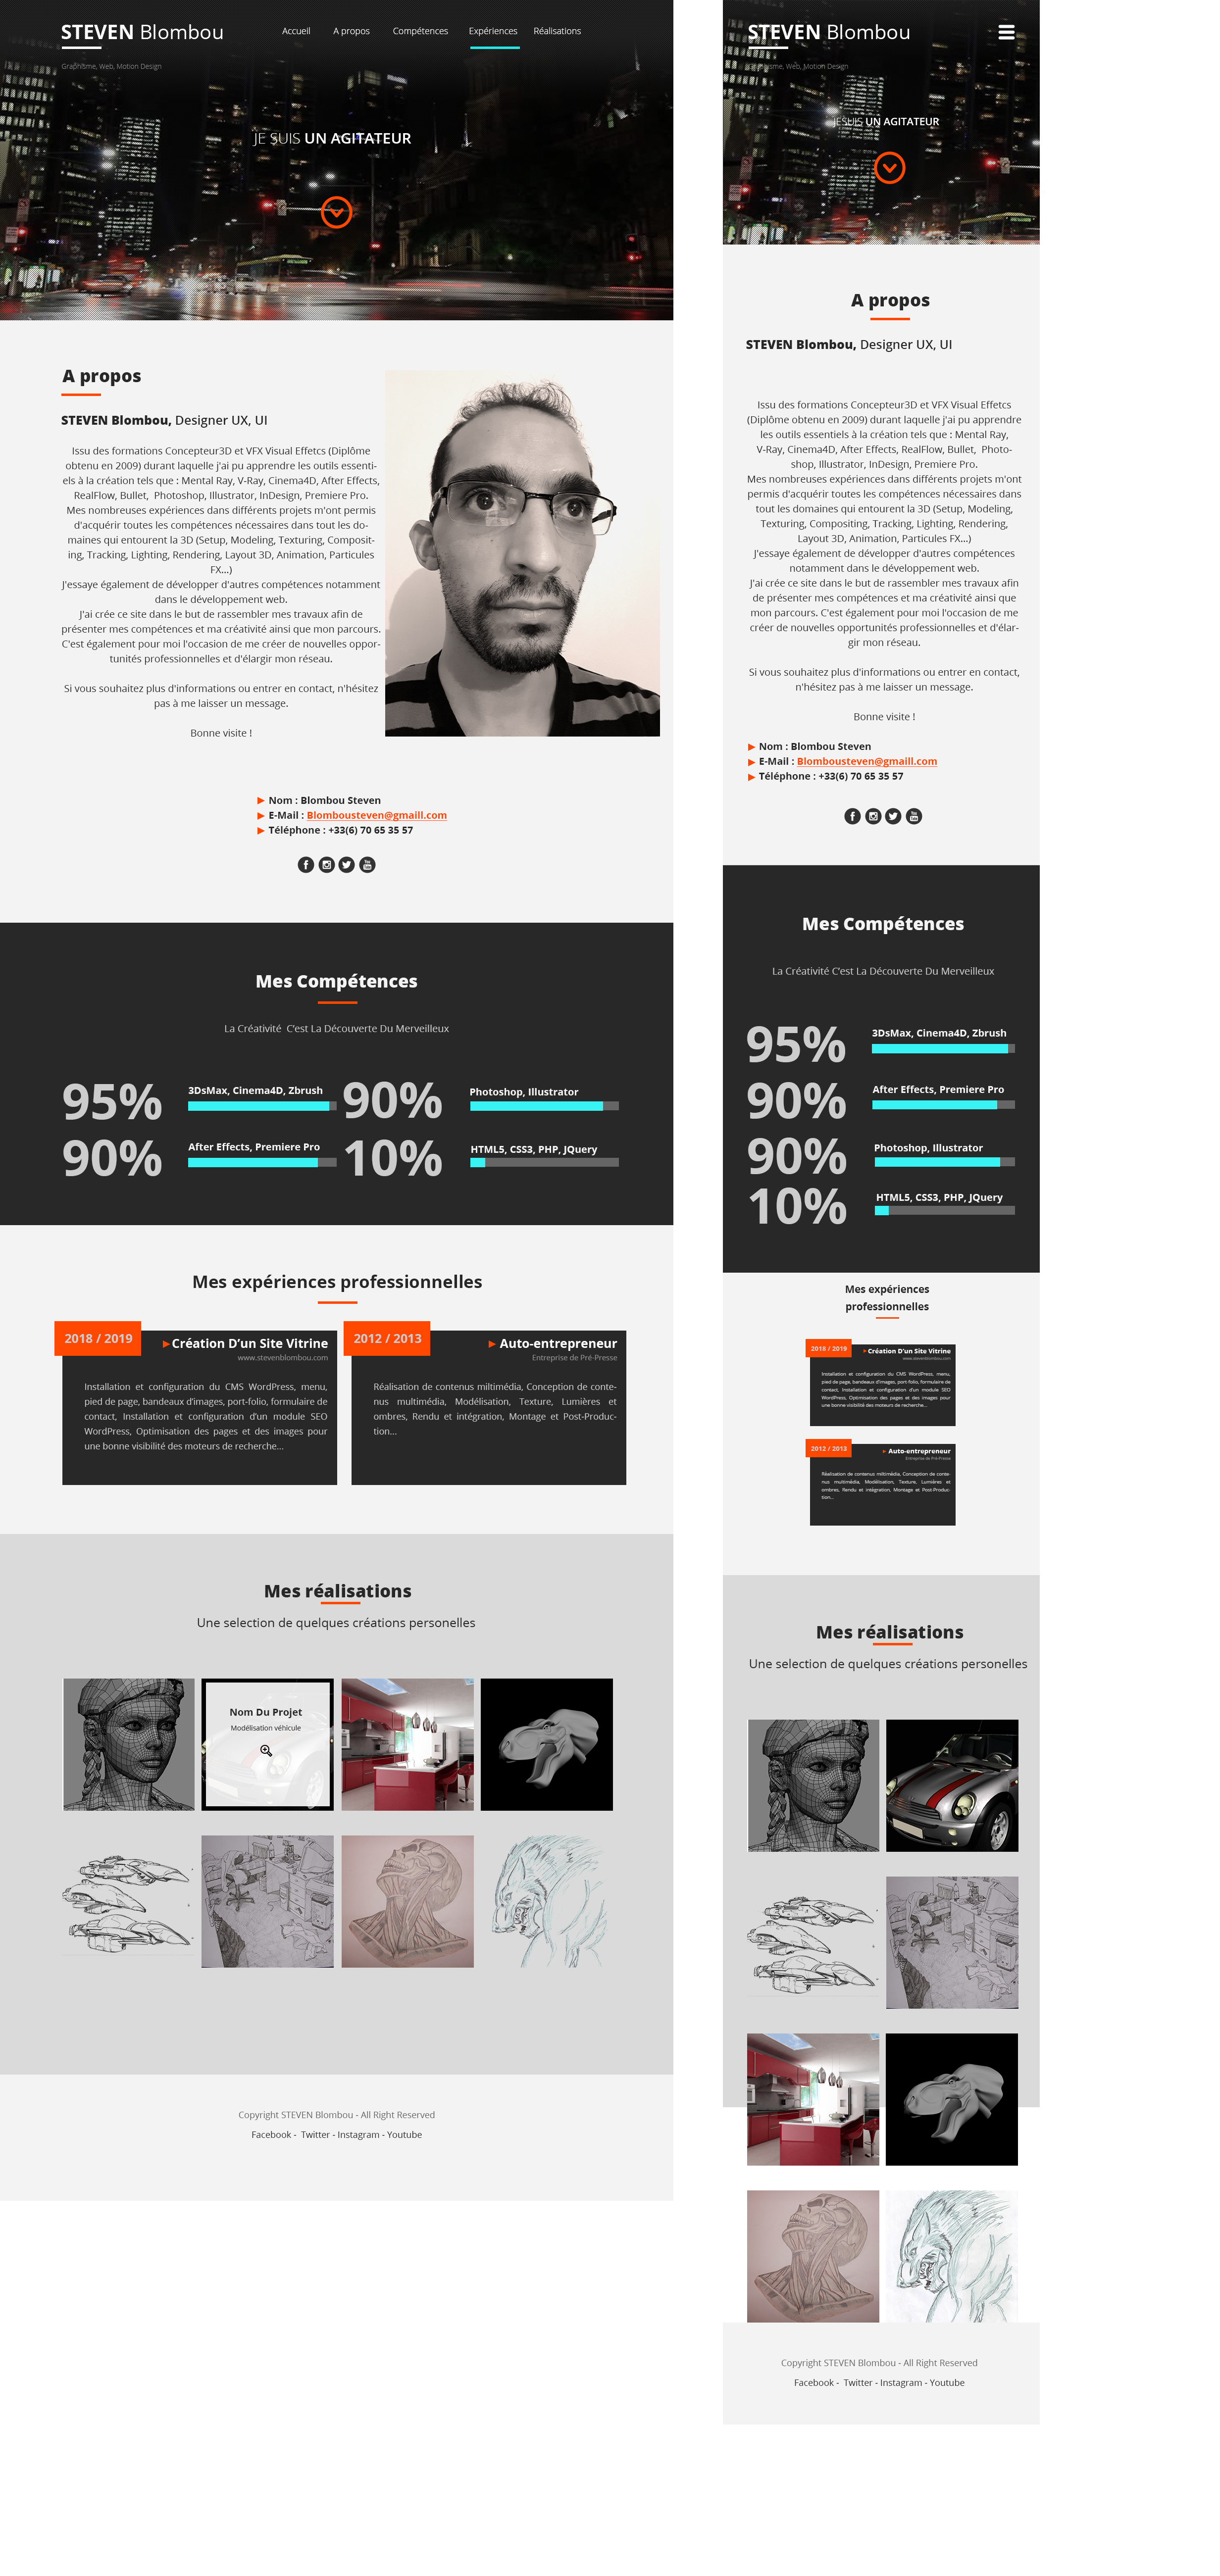 STEVEN Blombou
Accueil A propos Compétences Expériences Réalisations
Graphisme, Web, Motion Design
JE SUIS UN AGITATEUR
A propos
STEVEN Blombou, Designer UX, UI
Issu des formations Concepteur3D et VFX Visual Effetcs (Diplôme
obtenu en 2009) durant laquelle j'ai pu apprendre les outils essenti-
els à la création tels que : Mental Ray, V-Ray, Cinema4D, After Effects,
RealFlow, Bullet, Photoshop, Illustrator, InDesign, Premiere Pro.
Mes nombreuses expériences dans différents projets m'ont permis
d'acquérir toutes les compétences nécessaires dans tout les do-
maines qui entourent la 3D (Setup, Modeling, Texturing, Composit-
ing, Tracking, Lighting, Rendering, Layout 3D, Animation, Particules
FX...)
J'essaye également de développer d'autres compétences notamment
dans le développement web.
J'ai crée ce site dans le but de rassembler mes travaux afin de
présenter mes compétences et ma créativité ainsi que mon parcours.
C'est également pour moi l'occasion de me créer de nouvelles oppor-
tunités professionnelles et d'élargir mon réseau.
Si vous souhaitez plus d'informations ou entrer en contact, n'hésitez
pas à me laisser un message.
Bonne visite !
Nom : Blombou Steven
E-Mail : Blombousteven@gmaill.com
Téléphone : +33(6) 70 65 35 57
Mes Compétences
La Créativité C'est La Découverte Du Merveilleux
95% 3DsMax, Cinema4D, Zbrush
90% Photoshop, Illustrator
90% After Effects, Premiere Pro
10% HTML5, CSS3, PHP, JQuery
Mes expériences professionnelles
2018 / 2019
Création D'un Site Vitrine
www.stevenblombou.com
Installation et configuration du CMS WordPress, menu,
pied de page, bandeaux d'images, port-folio, formulaire de
contact, Installation et configuration d'un module SEO
WordPress, Optimisation des pages et des images pour
une bonne visibilité des moteurs de recherche...
2012 / 2013
Auto-entrepreneur
Entreprise de Pré-Presse
Réalisation de contenus miltimédia, Conception de conte-
nus multimédia, Modélisation, Texture, Lumières et
ombres, Rendu et intégration, Montage et Post-Produc-
tion...
Mes réalisations
Une selection de quelques créations personelles
Nom Du Projet
Modélisation véhicule
Copyright STEVEN Blombou - All Right Reserved
Facebook - Twitter - Instagram - Youtube
STEVEN Blombou
Graphisme, Web, Motion Design
JE SUIS UN AGITATEUR
A propos
STEVEN Blombou, Designer UX, UI
Issu des formations Concepteur3D et VFX Visual Effetcs
(Diplôme obtenu en 2009) durant laquelle j'ai pu apprendre
les outils essentiels à la création tels que : Mental Ray,
V-Ray, Cinema4D, After Effects, RealFlow, Bullet, Photo-
shop, Illustrator, InDesign, Premiere Pro.
Mes nombreuses expériences dans différents projets m'ont
permis d'acquérir toutes les compétences nécessaires dans
tout les domaines qui entourent la 3D (Setup, Modeling,
Texturing, Compositing, Tracking, Lighting, Rendering,
Layout 3D, Animation, Particules FX...)
J'essaye également de développer d'autres compétences
notamment dans le développement web.
J'ai crée ce site dans le but de rassembler mes travaux afin
de présenter mes compétences et ma créativité ainsi que
mon parcours. C'est également pour moi l'occasion de me
créer de nouvelles opportunités professionnelles et d'élar-
gir mon réseau.
Si vous souhaitez plus d'informations ou entrer en contact,
n'hésitez pas à me laisser un message.
Bonne visite !
Nom : Blombou Steven
E-Mail : Blombousteven@gmaill.com
Téléphone : +33(6) 70 65 35 57
Mes Compétences
La Créativité C'est La Découverte Du Merveilleux
95% 3DsMax, Cinema4D, Zbrush
90% After Effects, Premiere Pro
90% Photoshop, Illustrator
10% HTML5, CSS3, PHP, JQuery
Mes expériences
professionnelles
2018 / 2019
Création D'un Site Vitrine
www.stevenblombou.com
Installation et configuration du CMS WordPress, menu,
pied de page, bandeaux d'images, port-folio, formulaire de
contact, Installation et configuration d'un module SEO
WordPress, Optimisation des pages et des images pour
une bonne visibilité des moteurs de recherche...
2012 / 2013
Auto-entrepreneur
Entreprise de Pré-Presse
Réalisation de contenus miltimédia, Conception de conte-
nus multimédia, Modélisation, Texture, Lumières et
ombres, Rendu et intégration, Montage et Post-Produc-
tion...
Mes réalisations
Une selection de quelques créations personelles
Copyright STEVEN Blombou - All Right Reserved
Facebook - Twitter - Instagram - Youtube